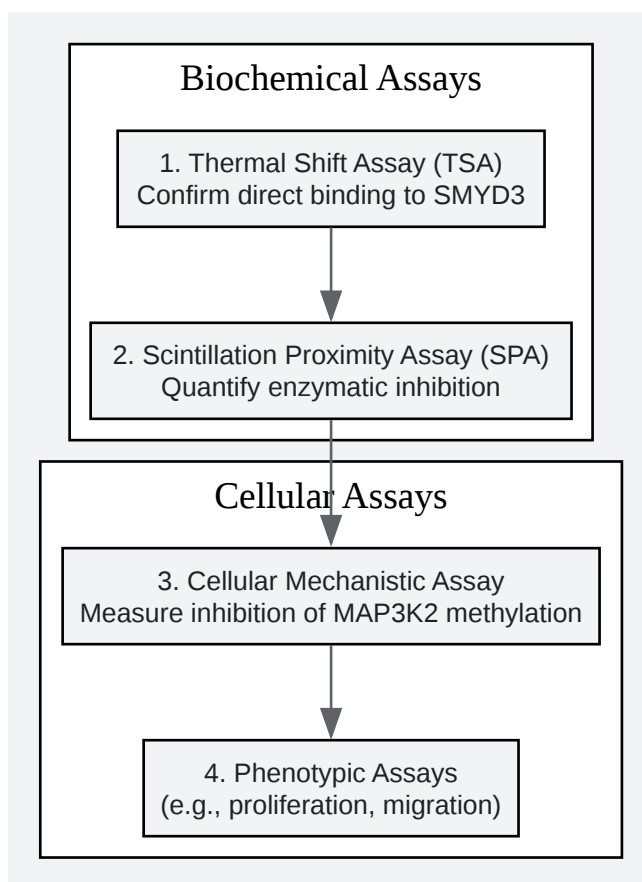 Biochemical Assays
1. Thermal Shift Assay (TSA)
Confirm direct binding to SMYD3
2. Scintillation Proximity Assay (SPA)
Quantify enzymatic inhibition
Cellular Assays
3. Cellular Mechanistic Assay
Measure inhibition of MAP3K2 methylation
4. Phenotypic Assays
(e.g., proliferation, migration)